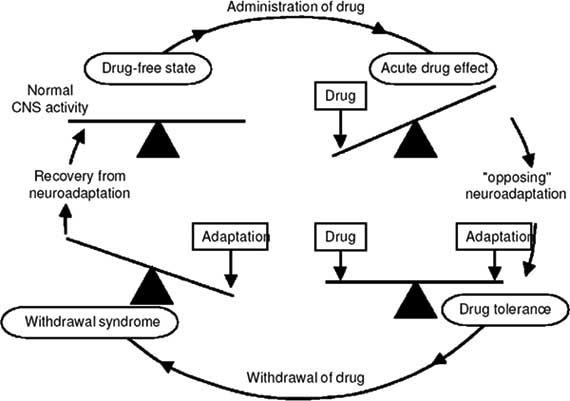 Administration of drug
Drug-free state
Acute drug effect
Normal
CNS activity
Drug
Recovery from
neuroadaptation
"opposing"
neuroadaptation
Adaptation
Drug
Adaptation
Withdrawal syndrome
Drug tolerance
Withdrawal of drug